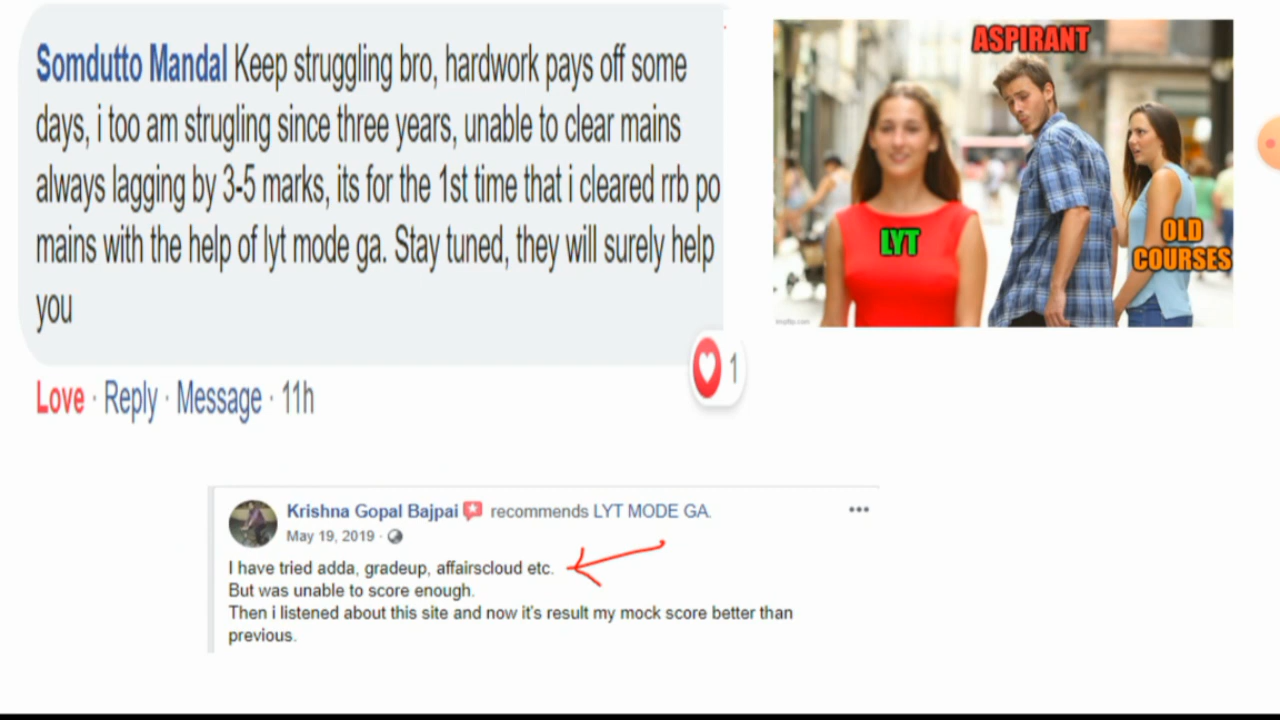 Somdutto Mandal Keep struggling bro, hardwork pays off some
days, i too am strugling since three years, unable to clear mains
always lagging by 3-5 marks, its for the 1st time that i cleared rrb po
mains with the help of lyt mode ga. Stay tuned, they will surely help
you
1
Love · Reply · Message · 11h
ASPIRANT
LYT
OLD
COURSES
imgflip.com
Krishna Gopal Bajpai recommends LYT MODE GA.
May 19, 2019 ·
I have tried adda, gradeup, affairscloud etc.
But was unable to score enough.
Then i listened about this site and now it's result my mock score better than
previous.